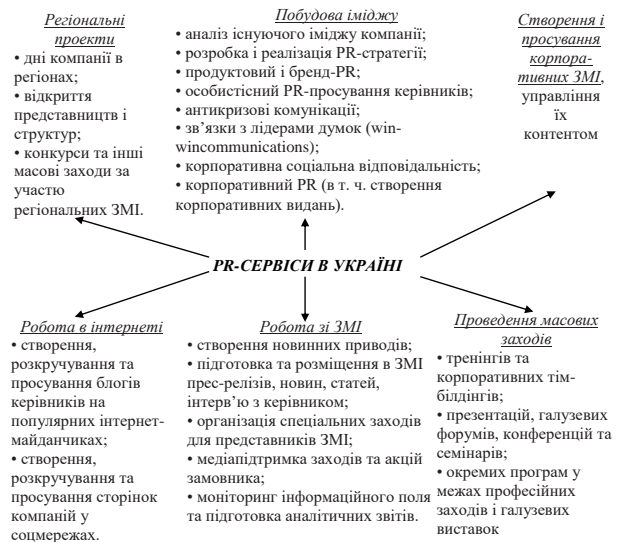 Регіональні
проекти
• дні компанії в
регіонах;
• відкриття
представництв і
структур;
• конкурси та інші
масові заходи за
участю
регіональних ЗМІ.
Побудова іміджу
• аналіз існуючого іміджу компанії;
• розробка і реалізація PR-стратегії;
• продуктовий і бренд-PR;
• особистісний PR-просування керівників;
• антикризові комунікації;
• зв’язки з лідерами думок (win-
wincommunications);
• корпоративна соціальна відповідальність;
• корпоративний PR (в т. ч. створення
корпоративних видань).
Створення і
просування
корпора-
тивних ЗМІ,
управління
їх
контентом
PR-СЕРВІСИ В УКРАЇНІ
Робота в інтернеті
• створення,
розкручування та
просування блогів
керівників на
популярних інтернет-
майданчиках;
• створення,
розкручування та
просування сторінок
компаній у
соцмережах.
Робота зі ЗМІ
• створення новинних приводів;
• підготовка та розміщення в ЗМІ
прес-релізів, новин, статей,
інтерв’ю з керівником;
• організація спеціальних заходів
для представників ЗМІ;
• медіапідтримка заходів та акцій
замовника;
• моніторинг інформаційного поля
та підготовка аналітичних звітів.
Проведення масових
заходів
• тренінгів та
корпоративних тім-
білдінгів;
• презентацій, галузевих
форумів, конференцій та
семінарів;
• окремих програм у
межах професійних
заходів і галузевих
виставок